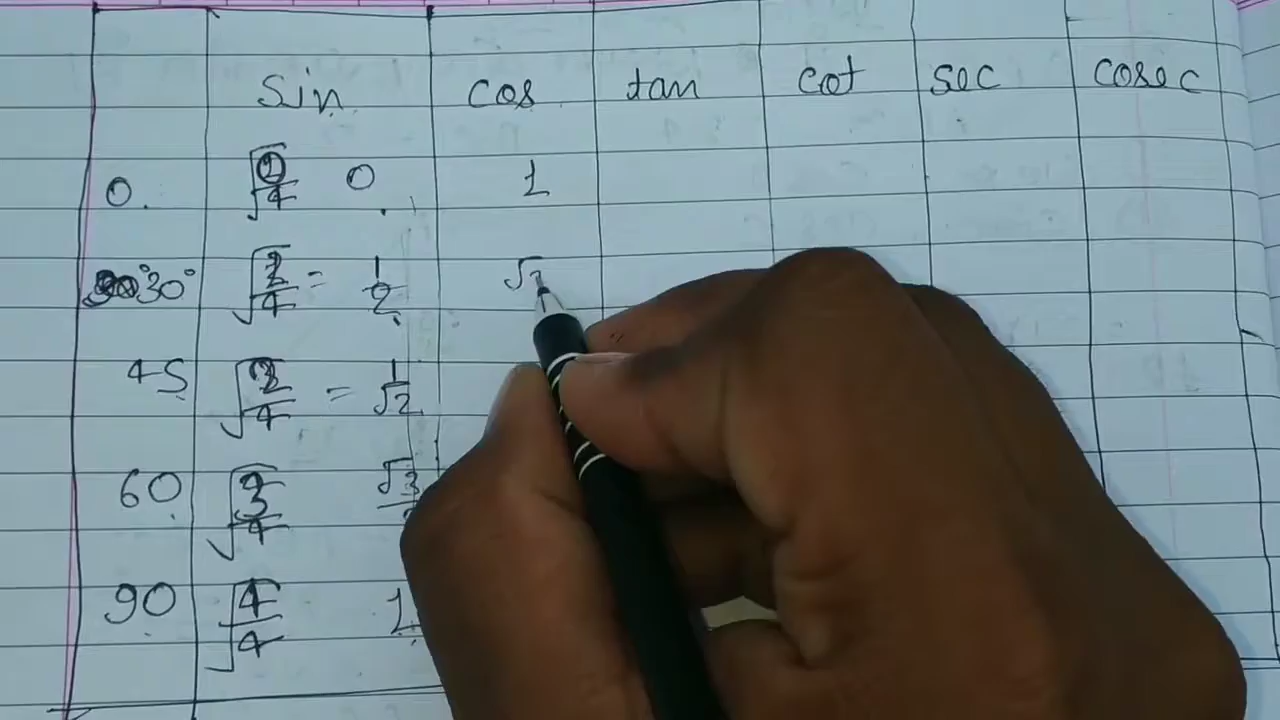 Sin cos tan cot sec cosec
0. √0/4 0 1
30° √1/4 = 1/2 √3
45 √2/4 = 1/√2
60 √3/4 √3/
90 √4/4 1